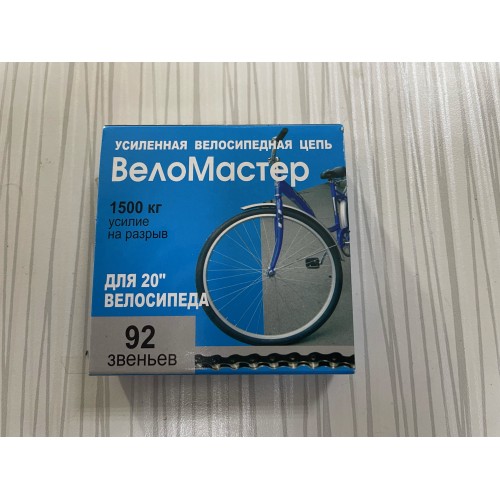 УСИЛЕННАЯ ВЕЛОСИПЕДНАЯ ЦЕПЬ
ВелоМастер
1500 кг
усилие
на разрыв
ДЛЯ 20"
ВЕЛОСИПЕДА
92
звеньев